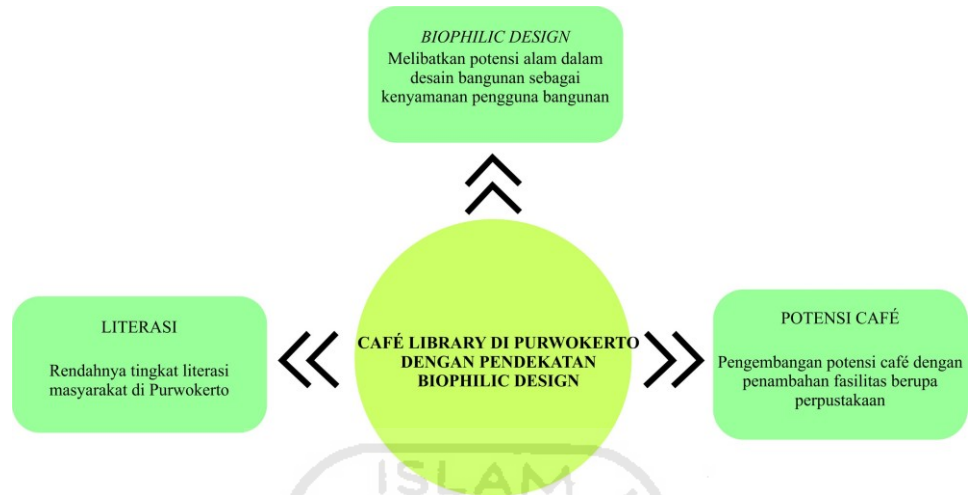 BIOPHILIC DESIGN
Melibatkan potensi alam dalam
desain bangunan sebagai
kenyamanan pengguna bangunan
LITERASI
Rendahnya tingkat literasi
masyarakat di Purwokerto
CAFÉ LIBRARY DI PURWOKERTO
DENGAN PENDEKATAN
BIOPHILIC DESIGN
POTENSI CAFÉ
Pengembangan potensi café dengan
penambahan fasilitas berupa
perpustakaan
ISLAM